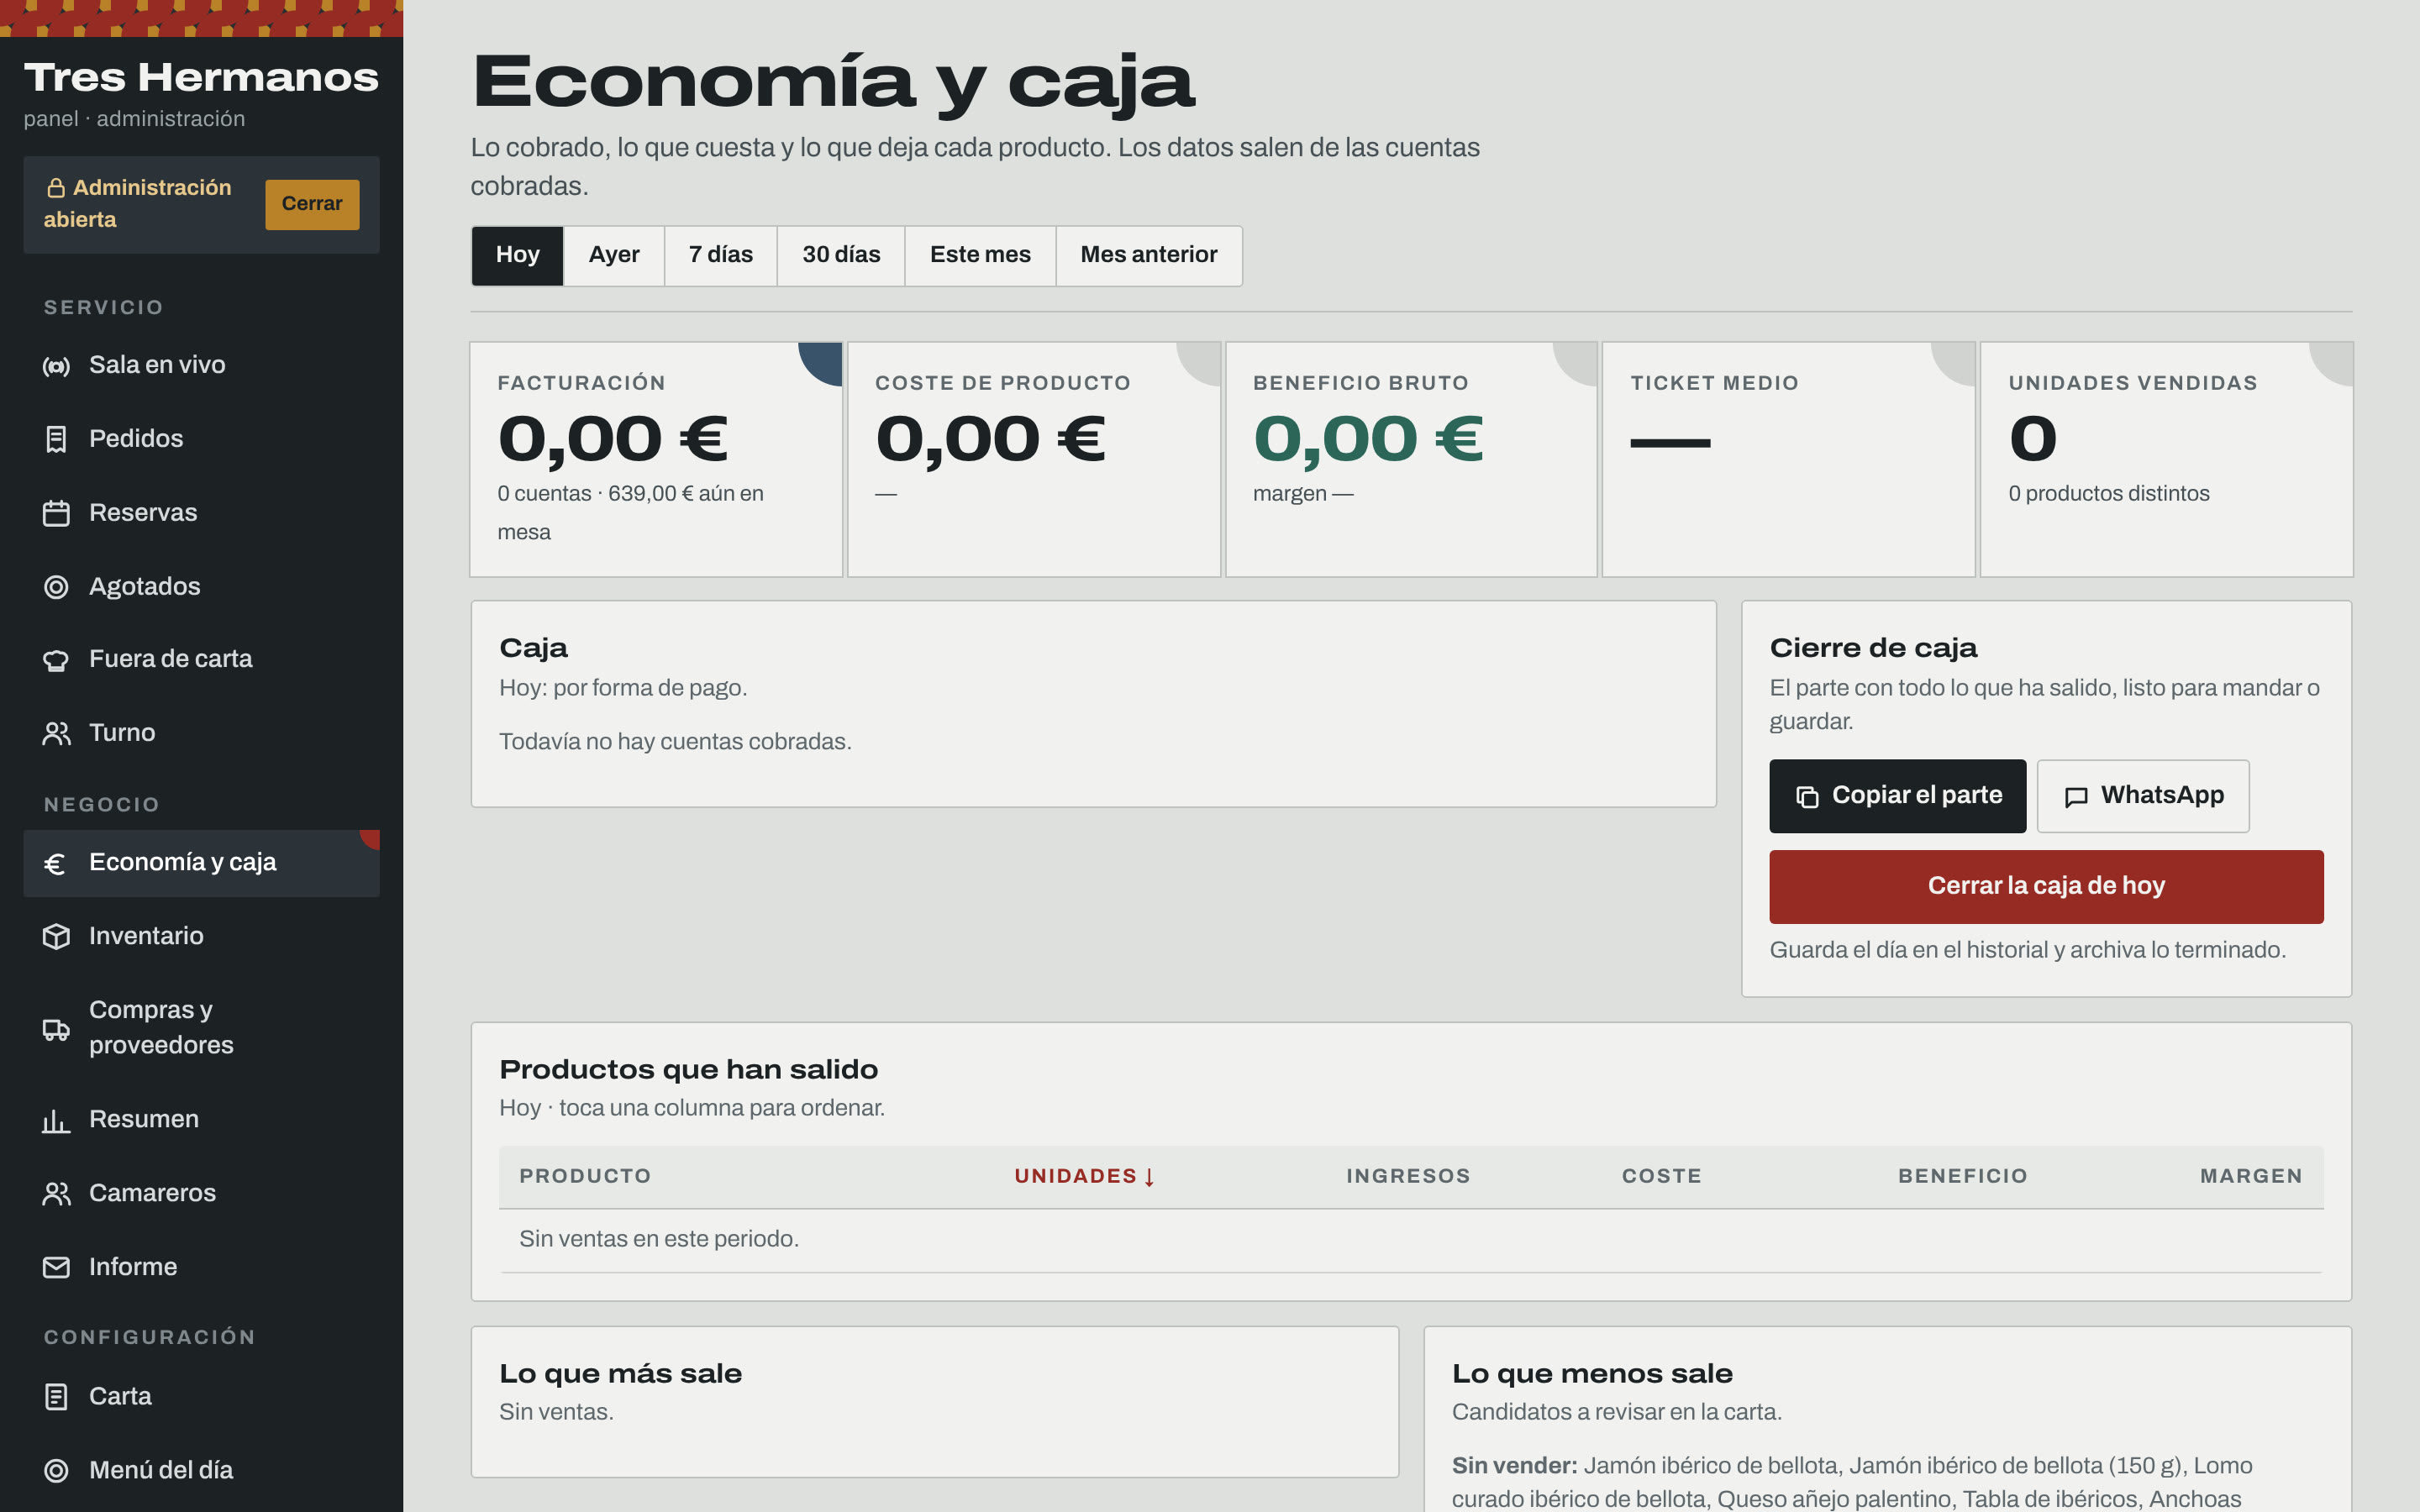 Tres Hermanos
panel · administración
Administración
abierta
Cerrar
SERVICIO
Sala en vivo
Pedidos
Reservas
Agotados
Fuera de carta
Turno
NEGOCIO
Economía y caja
Inventario
Compras y
proveedores
Resumen
Camareros
Informe
CONFIGURACIÓN
Carta
Menú del día
Economía y caja
Lo cobrado, lo que cuesta y lo que deja cada producto. Los datos salen de las cuentas
cobradas.
Hoy Ayer 7 días 30 días Este mes Mes anterior
FACTURACIÓN
0,00 €
0 cuentas · 639,00 € aún en
mesa
COSTE DE PRODUCTO
0,00 €
—
BENEFICIO BRUTO
0,00 €
margen —
TICKET MEDIO
—
UNIDADES VENDIDAS
0
0 productos distintos
Caja
Hoy: por forma de pago.
Todavía no hay cuentas cobradas.
Cierre de caja
El parte con todo lo que ha salido, listo para mandar o
guardar.
Copiar el parte WhatsApp
Cerrar la caja de hoy
Guarda el día en el historial y archiva lo terminado.
Productos que han salido
Hoy · toca una columna para ordenar.
PRODUCTO UNIDADES ↓ INGRESOS COSTE BENEFICIO MARGEN
Sin ventas en este periodo.
Lo que más sale
Sin ventas.
Lo que menos sale
Candidatos a revisar en la carta.
Sin vender: Jamón ibérico de bellota, Jamón ibérico de bellota (150 g), Lomo
curado ibérico de bellota, Queso añejo palentino, Tabla de ibéricos, Anchoas